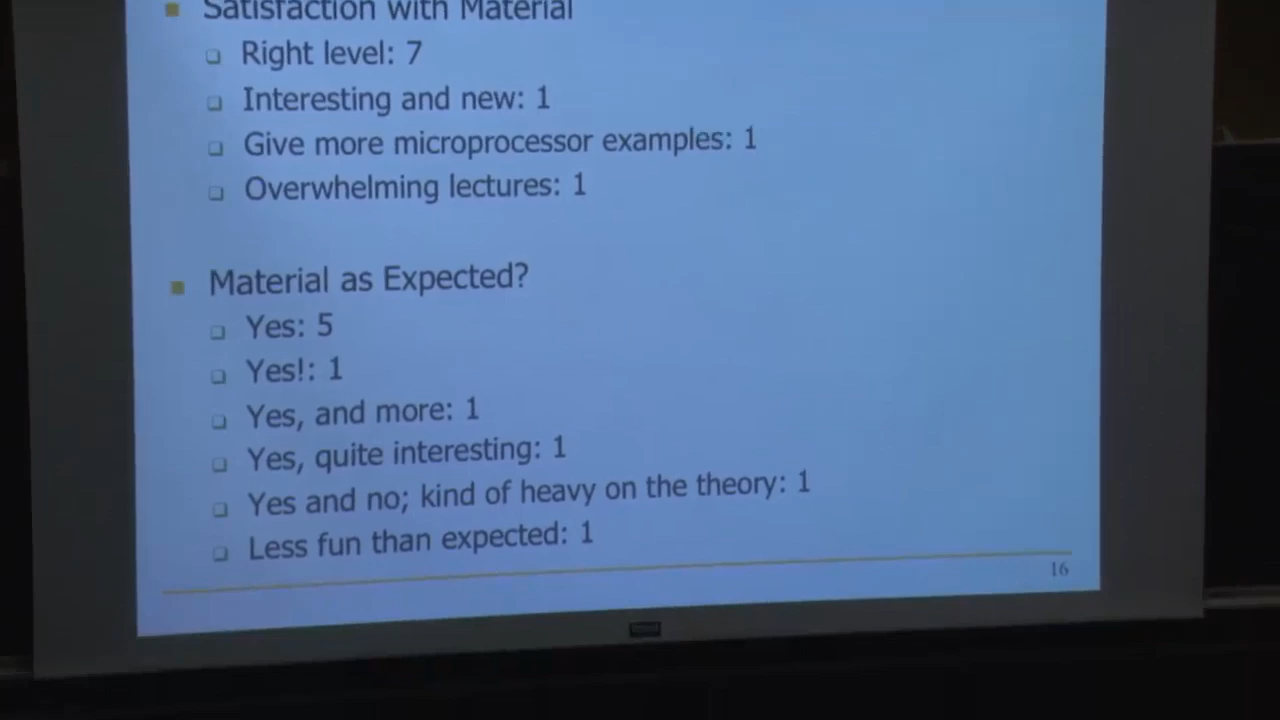 Satisfaction with Material
Right level: 7
Interesting and new: 1
Give more microprocessor examples: 1
Overwhelming lectures: 1
Material as Expected?
Yes: 5
Yes!: 1
Yes, and more: 1
Yes, quite interesting: 1
Yes and no; kind of heavy on the theory: 1
Less fun than expected: 1
16